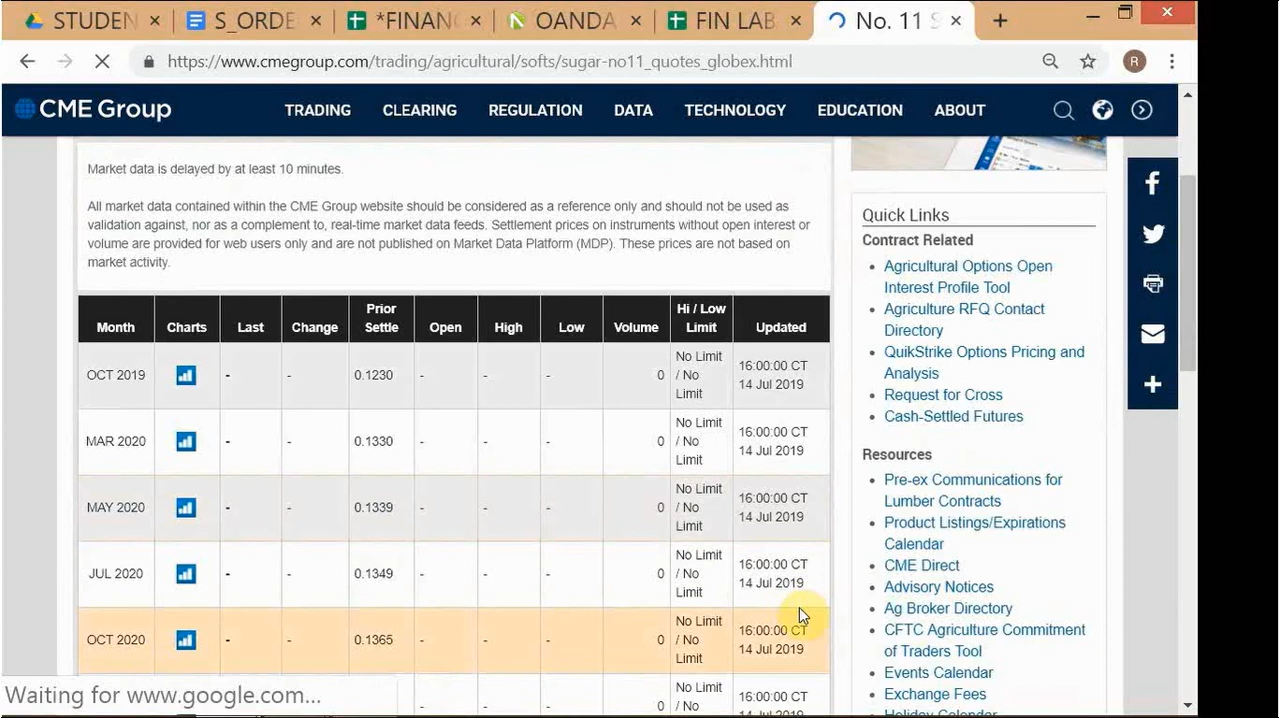 STUDEN
S_ORDE
*FINANC
OANDA
FIN LAB
No. 11 S
https://www.cmegroup.com/trading/agricultural/softs/sugar-no11_quotes_globex.html
R
CME Group
TRADING
CLEARING
REGULATION
DATA
TECHNOLOGY
EDUCATION
ABOUT
Market data is delayed by at least 10 minutes.
All market data contained within the CME Group website should be considered as a reference only and should not be used as
validation against, nor as a complement to, real-time market data feeds. Settlement prices on instruments without open interest or
volume are provided for web users only and are not published on Market Data Platform (MDP). These prices are not based on
market activity.
Month Charts Last Change Prior Settle Open High Low Volume Hi / Low Limit Updated
OCT 2019 - - 0.1230 - - - 0 No Limit / No Limit 16:00:00 CT 14 Jul 2019
MAR 2020 - - 0.1330 - - - 0 No Limit / No Limit 16:00:00 CT 14 Jul 2019
MAY 2020 - - 0.1339 - - - 0 No Limit / No Limit 16:00:00 CT 14 Jul 2019
JUL 2020 - - 0.1349 - - - 0 No Limit / No Limit 16:00:00 CT 14 Jul 2019
OCT 2020 - - 0.1365 - - - 0 No Limit / No Limit 16:00:00 CT 14 Jul 2019
- - - 0 No Limit / No 16:00:00 CT
Quick Links
Contract Related
Agricultural Options Open
Interest Profile Tool
Agriculture RFQ Contact
Directory
QuikStrike Options Pricing and
Analysis
Request for Cross
Cash-Settled Futures
Resources
Pre-ex Communications for
Lumber Contracts
Product Listings/Expirations
Calendar
CME Direct
Advisory Notices
Ag Broker Directory
CFTC Agriculture Commitment
of Traders Tool
Events Calendar
Exchange Fees
Holiday Calendar
Waiting for www.google.com...